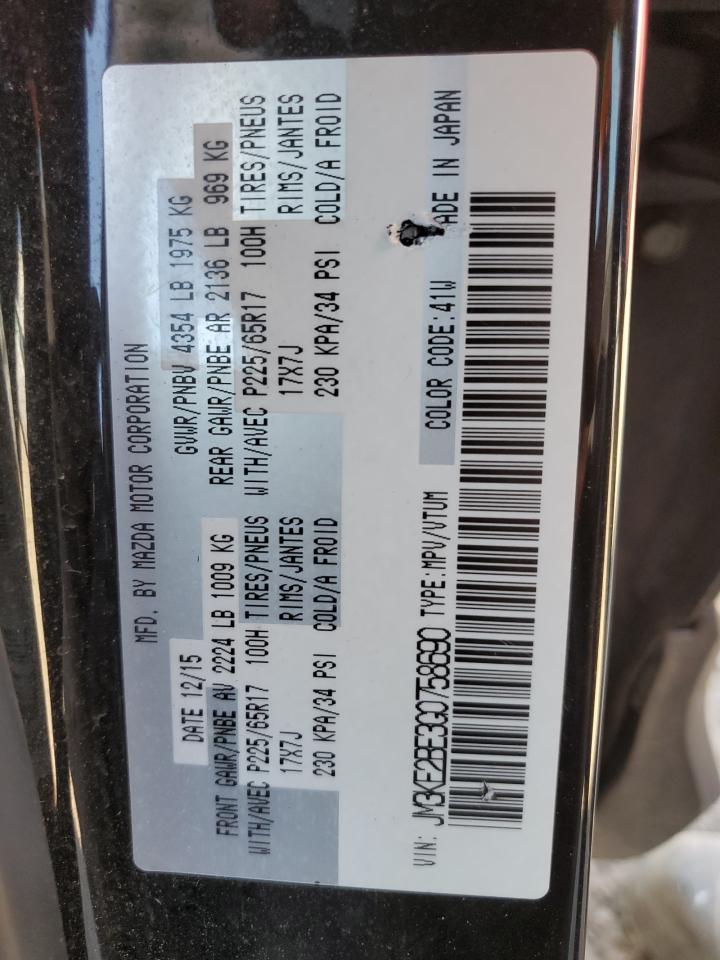 MFD. BY MAZDA MOTOR CORPORATION
DATE 12/15 GVWR/PNBV 4354 LB 1975 KG
FRONT GAWR/PNBE AV 2224 LB 1009 KG REAR GAWR/PNBE AR 2136 LB 969 KG
WITH/AVEC P225/65R17 100H TIRES/PNEUS WITH/AVEC P225/65R17 100H TIRES/PNEUS
17X7J RIMS/JANTES 17X7J RIMS/JANTES
230 KPA/34 PSI COLD/A FROID 230 KPA/34 PSI COLD/A FROID
VIN: JM3KE2BE3G0758690 TYPE:MPV/VTUM COLOR CODE:41W ADE IN JAPAN